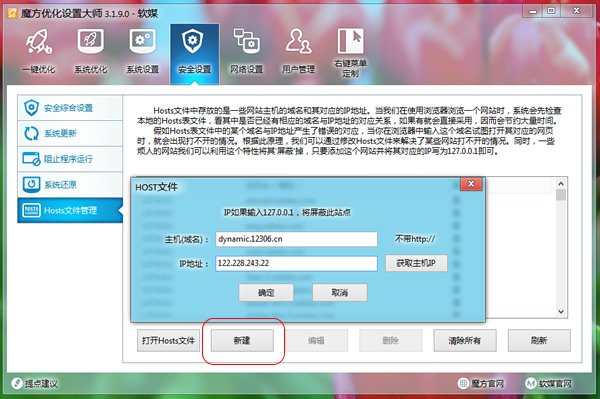 魔方优化设置大师 3.1.9.0 - 软媒
一键优化
系统优化
系统设置
安全设置
网络设置
用户管理
右键菜单
定制
安全综合设置
系统更新
阻止程序运行
系统还原
Hosts文件管理
Hosts文件中存放的是一些网站主机的域名和其对应的IP地址。当我们在使用浏览器浏览一个网站时，系统会先检查
本地的Hosts表文件，看其中是否已经有相应的域名与IP地址的对应关系，如果有就会直接采用，因而会节约大量时间。
假如Hosts表文件中的某个域名与IP地址产生了错误的对应，当你在浏览器中输入这个域名试图打开其对应的网页
时，就会出现打不开的情况。根据此原理，我们可以通过修改Hosts文件来解决了某些网站打不开的情况。同时，一些
烦人的网站我们可以利用这个特性将其'屏蔽'掉，只要添加这个网站并将其对应的IP写为127.0.0.1即可。
HOST文件
IP如果输入127.0.0.1，将屏蔽此站点
主机(域名)：
dynamic.12306.cn
不带http://
IP地址：
122.228.243.22
获取主机IP
确定
取消
打开Hosts文件
新建
编辑
删除
清除所有
刷新
提点建议
魔方官网
软媒官网